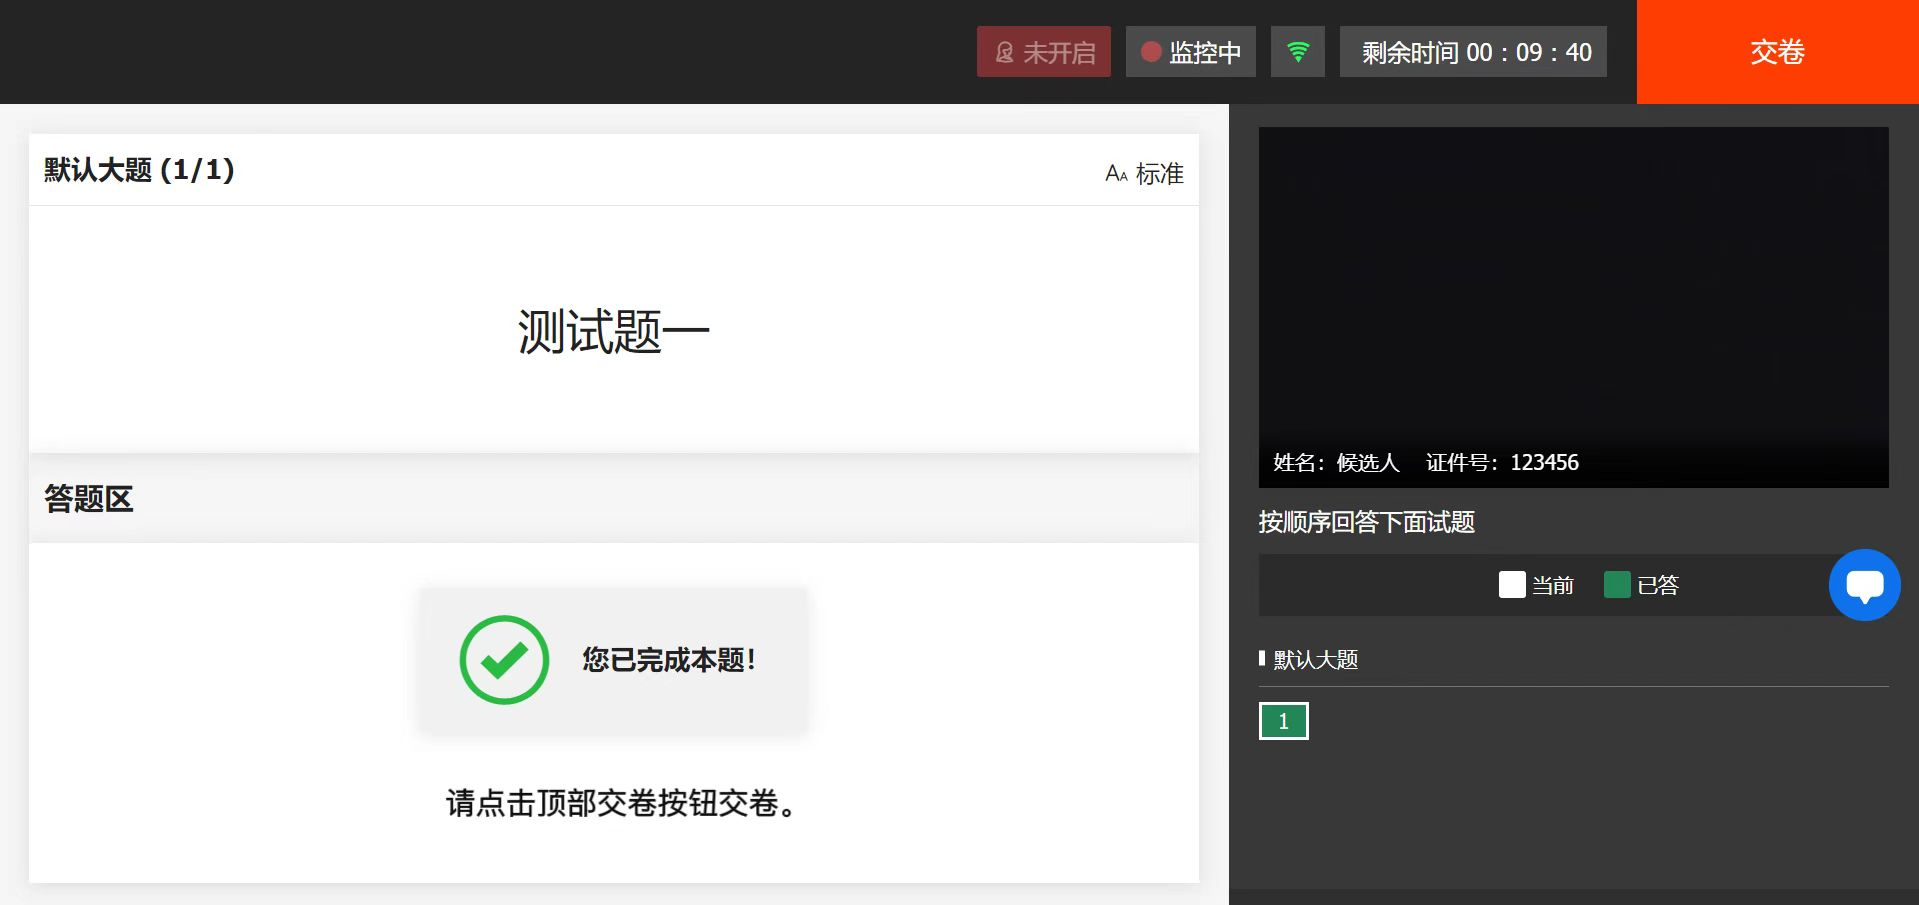 未开启 监控中 剩余时间 00 : 09 : 40 交卷
默认大题 (1/1) AA 标准
测试题一
答题区
您已完成本题！
请点击顶部交卷按钮交卷。
姓名：候选人 证件号：123456
按顺序回答下面试题
当前 已答
默认大题
1